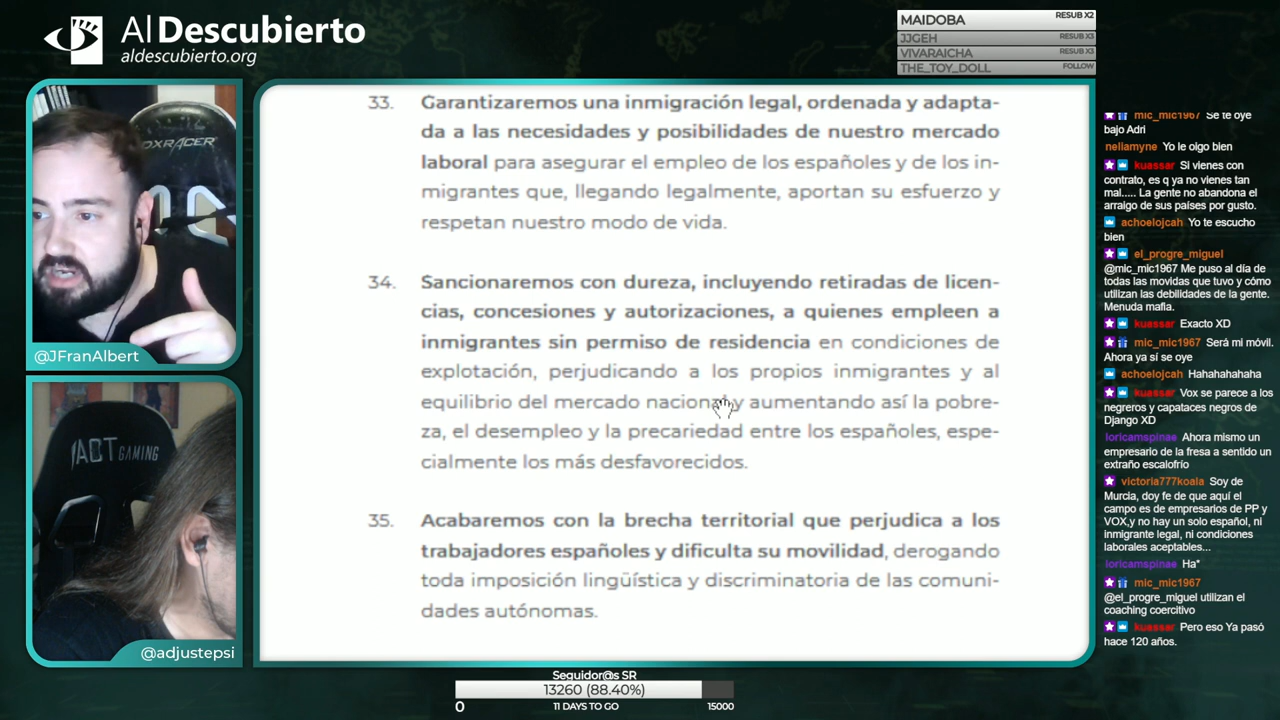 Al Descubierto
aldescubierto.org
MAIDOBA RESUB X2
JJGEH RESUB X3
VIVARAICHA RESUB X3
THE_TOY_DOLL FOLLOW
DXRACER
@JFranAlbert
ACT GAMING
@adjustepsi
33. Garantizaremos una inmigración legal, ordenada y adapta-
da a las necesidades y posibilidades de nuestro mercado
laboral para asegurar el empleo de los españoles y de los in-
migrantes que, llegando legalmente, aportan su esfuerzo y
respetan nuestro modo de vida.
34. Sancionaremos con dureza, incluyendo retiradas de licen-
cias, concesiones y autorizaciones, a quienes empleen a
inmigrantes sin permiso de residencia en condiciones de
explotación, perjudicando a los propios inmigrantes y al
equilibrio del mercado nacional y aumentando así la pobre-
za, el desempleo y la precariedad entre los españoles, espe-
cialmente los más desfavorecidos.
35. Acabaremos con la brecha territorial que perjudica a los
trabajadores españoles y dificulta su movilidad, derogando
toda imposición lingüística y discriminatoria de las comuni-
dades autónomas.
mic_mic1967 Se te oye
bajo Adri
neliamyne Yo le oigo bien
kuassar Si vienes con
contrato, es q ya no vienes tan
mal..... La gente no abandona el
arraigo de sus países por gusto.
achoelojcah Yo te escucho
bien
el_progre_miguel
@mic_mic1967 Me puso al día de
todas las movidas que tuvo y cómo
utilizan las debilidades de la gente.
Menuda mafia.
kuassar Exacto XD
mic_mic1967 Será mi móvil.
Ahora ya sí se oye
achoelojcah Hahahahahaha
kuassar Vox se parece a los
negreros y capataces negros de
Django XD
loricamspinae Ahora mismo un
empresario de la fresa a sentido un
extraño escalofrío
victoria777koala Soy de
Murcia, doy fe de que aquí el
campo es de empresarios de PP y
VOX,y no hay un solo español, ni
inmigrante legal, ni condiciones
laborales aceptables...
loricamspinae Ha*
mic_mic1967
@el_progre_miguel utilizan el
coaching coercitivo
kuassar Pero eso Ya pasó
hace 120 años.
Seguidor@s SR
13260 (88.40%)
0 11 DAYS TO GO 15000